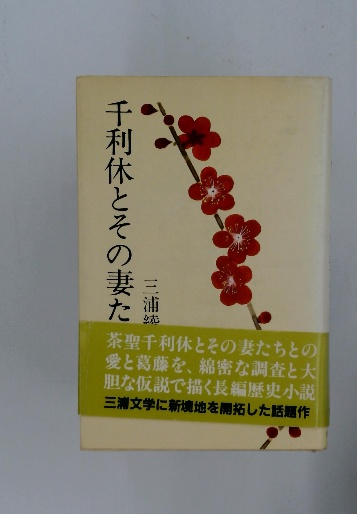 千利休とその妻た
三浦綾
茶聖千利休とその妻たちとの
愛と葛藤を、綿密な調査と大
胆な仮説で描く長編歴史小説
三浦文学に新境地を開拓した話題作